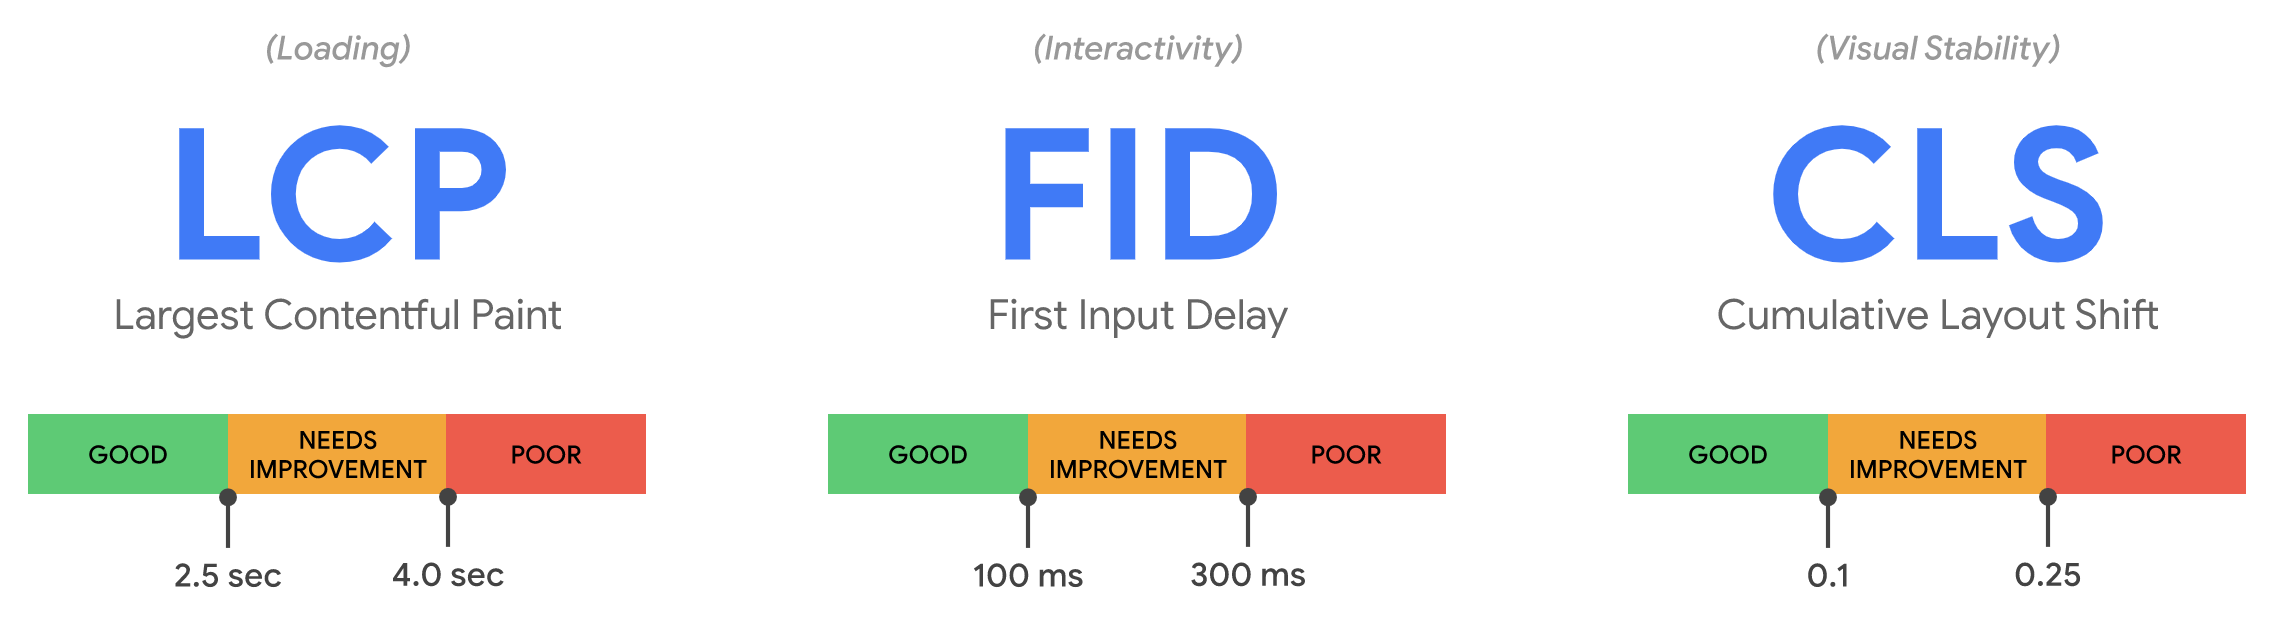 (Loading)
LCP
Largest Contentful Paint
GOOD
NEEDS
IMPROVEMENT
POOR
2.5 sec
4.0 sec
(Interactivity)
FID
First Input Delay
GOOD
NEEDS
IMPROVEMENT
POOR
100 ms
300 ms
(Visual Stability)
CLS
Cumulative Layout Shift
GOOD
NEEDS
IMPROVEMENT
POOR
0.1
0.25